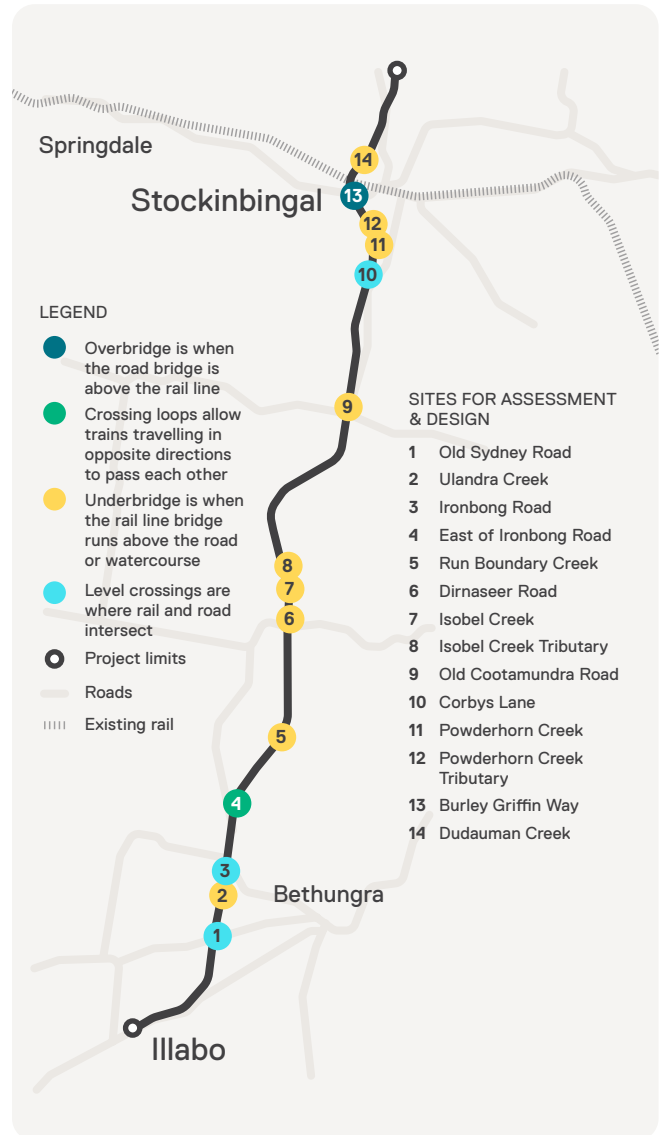 14
Springdale
13
Stockinbingal
12
11
10
LEGEND
Overbridge is when
the road bridge is
above the rail line
Crossing loops allow
trains travelling in
opposite directions
to pass each other
Underbridge is when
the rail line bridge
runs above the road
or watercourse
Level crossings are
where rail and road
intersect
Project limits
Roads
Existing rail
9
8
7
6
5
4
3
2
1
Bethungra
Illabo
SITES FOR ASSESSMENT
& DESIGN
1 Old Sydney Road
2 Ulandra Creek
3 Ironbong Road
4 East of Ironbong Road
5 Run Boundary Creek
6 Dirnaseer Road
7 Isobel Creek
8 Isobel Creek Tributary
9 Old Cootamundra Road
10 Corbys Lane
11 Powderhorn Creek
12 Powderhorn Creek
Tributary
13 Burley Griffin Way
14 Dudauman Creek